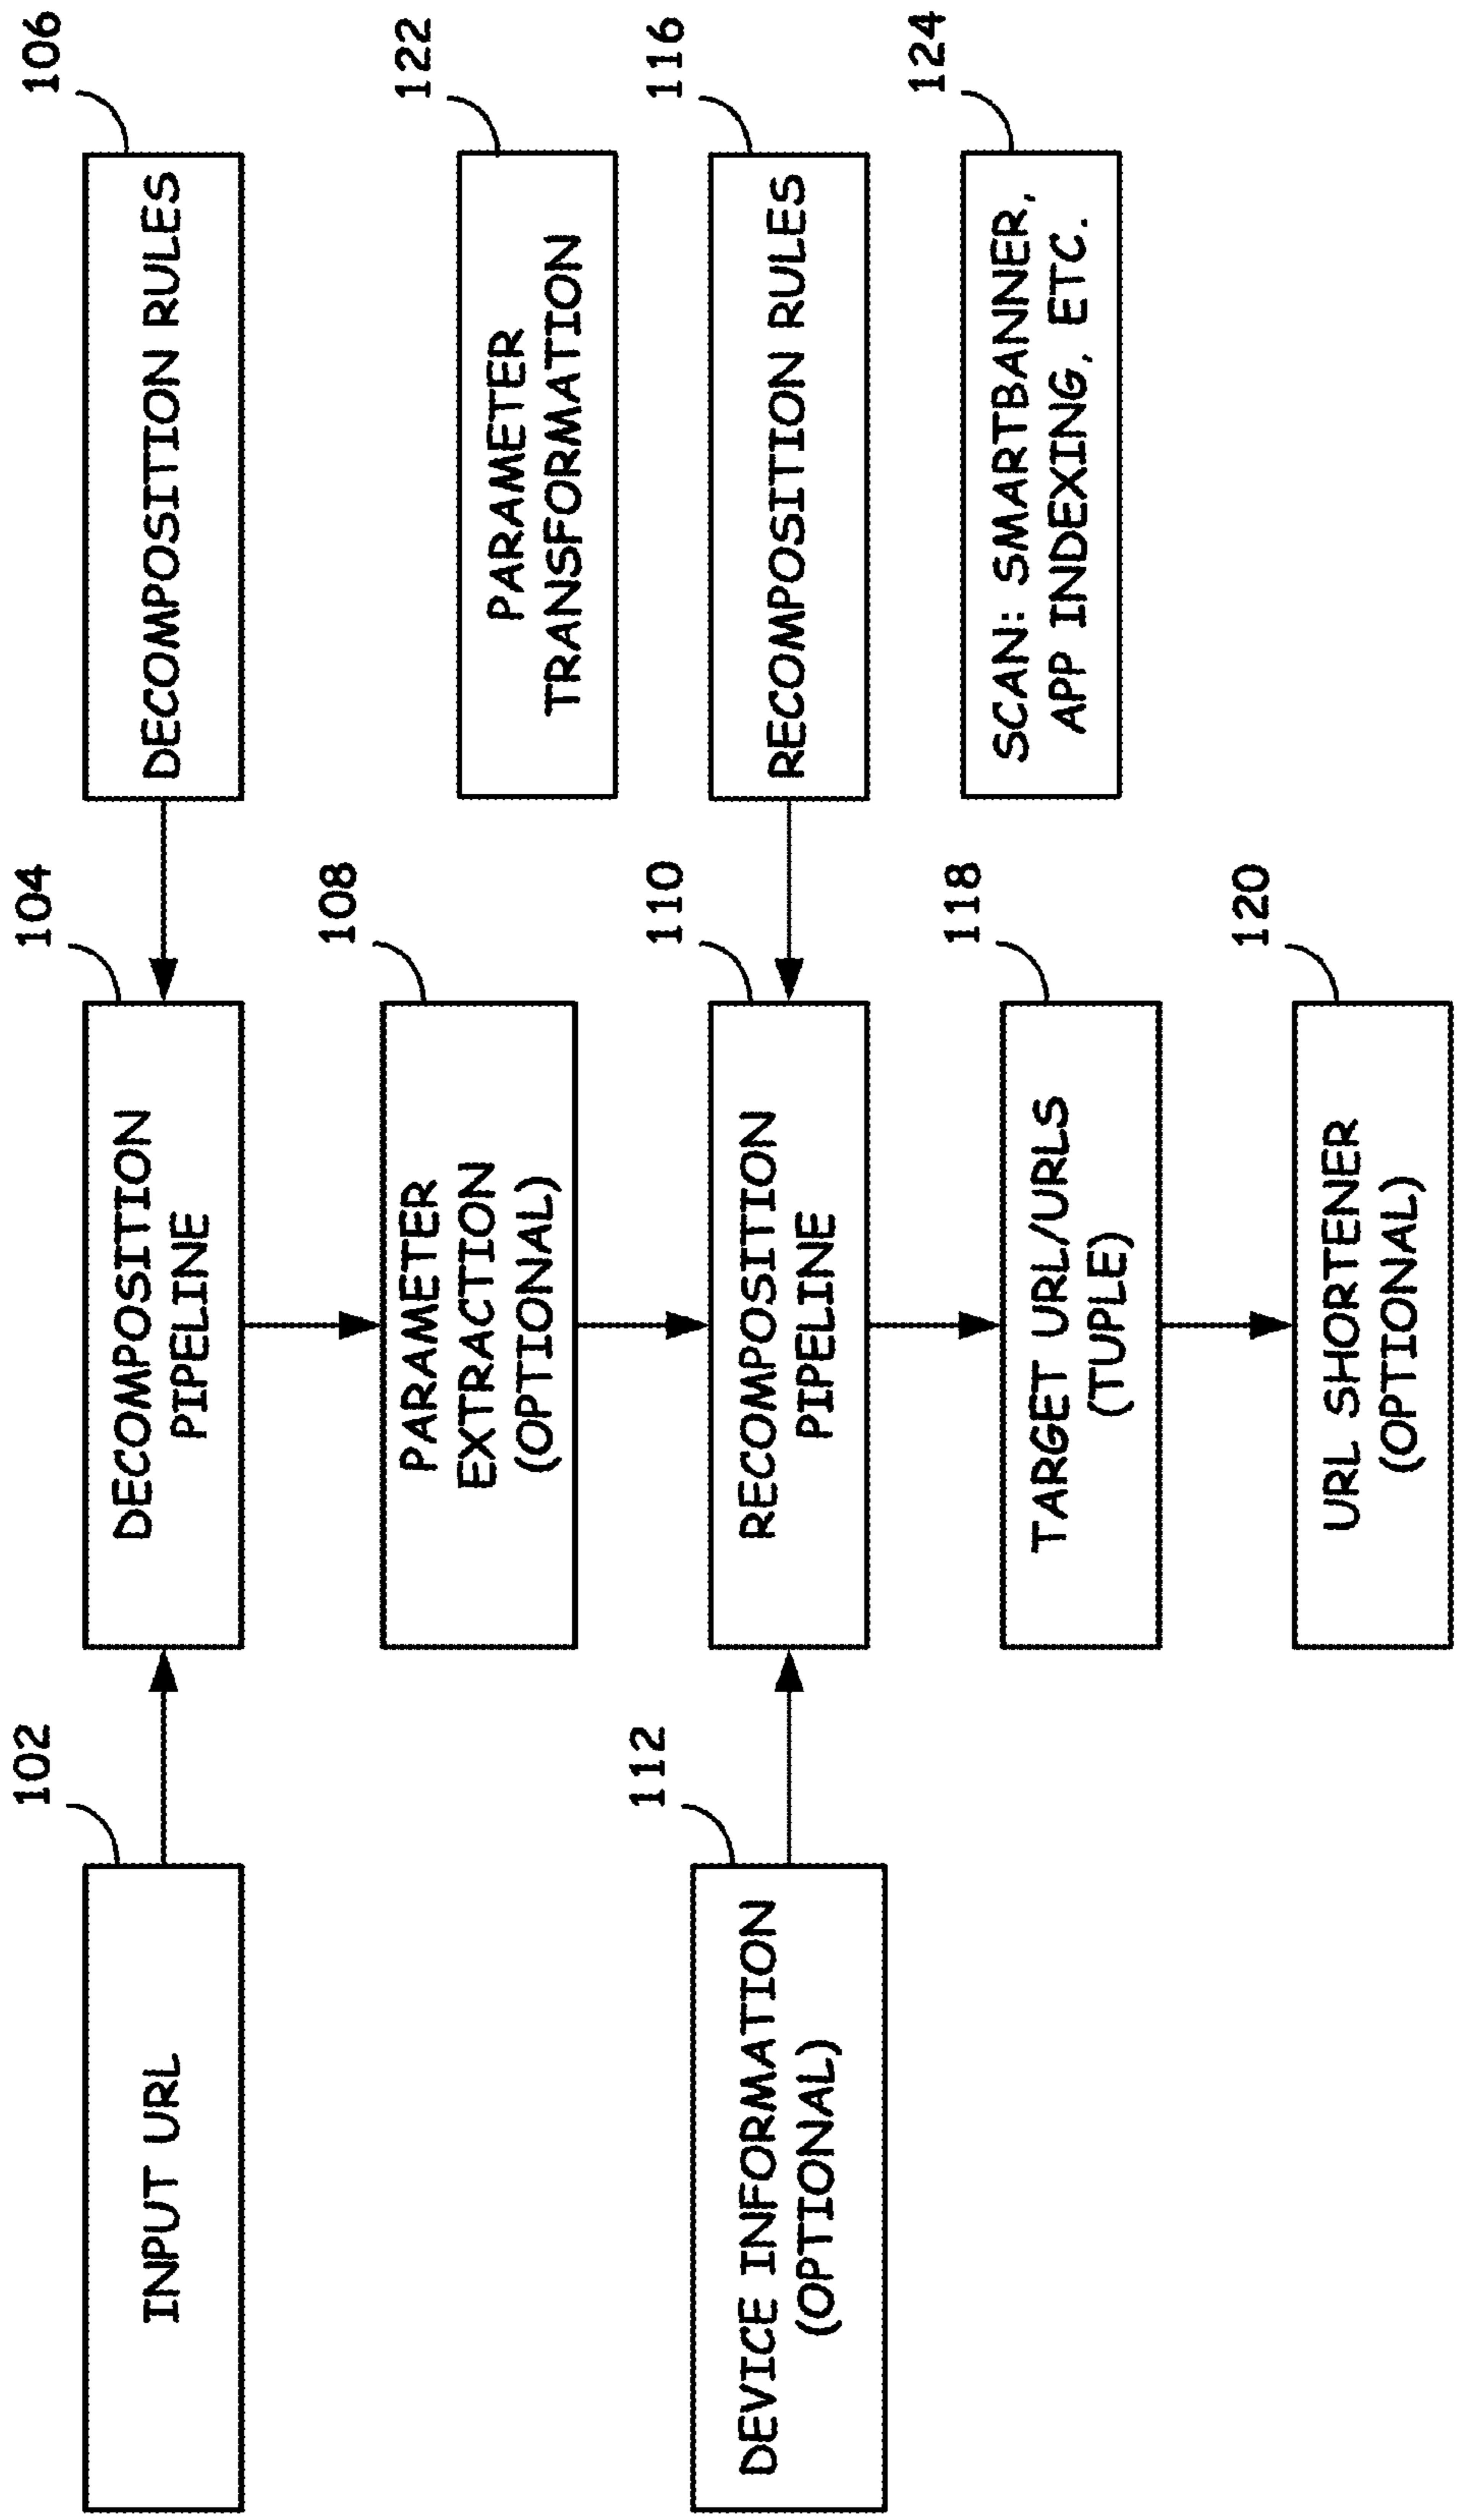 102
INPUT URL
104
DECOMPOSITION
PIPELINE
106
DECOMPOSITION RULES
108
PARAMETER
EXTRACTION
(OPTIONAL)
122
PARAMETER
TRANSFORMATION
112
DEVICE INFORMATION
(OPTIONAL)
110
RECOMPOSITION
PIPELINE
116
RECOMPOSITION RULES
118
TARGET URL/URLS
(TUPLE)
124
SCAN: SMARTBANNER,
APP INDEXING, ETC.
120
URL SHORTENER
(OPTIONAL)